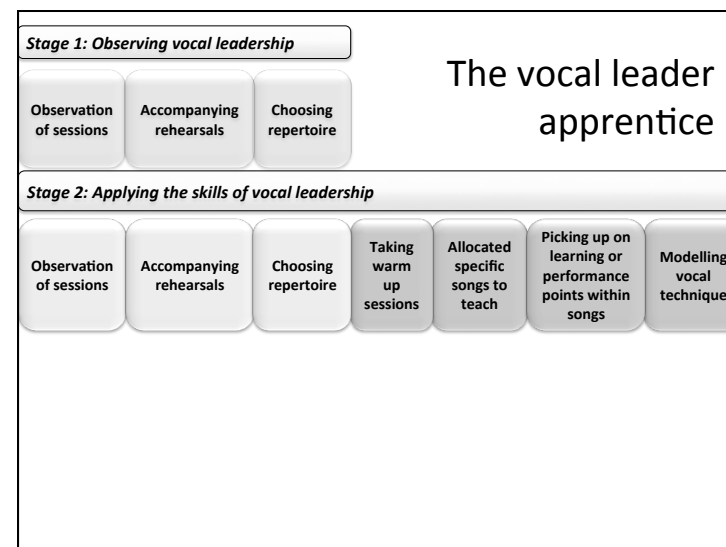 Stage 1: Observing vocal leadership
The vocal leader
apprentice
Observation
of sessions
Accompanying
rehearsals
Choosing
repertoire
Stage 2: Applying the skills of vocal leadership
Observation
of sessions
Accompanying
rehearsals
Choosing
repertoire
Taking
warm
up
sessions
Allocated
specific
songs to
teach
Picking up on
learning or
performance
points within
songs
Modelling
vocal
technique